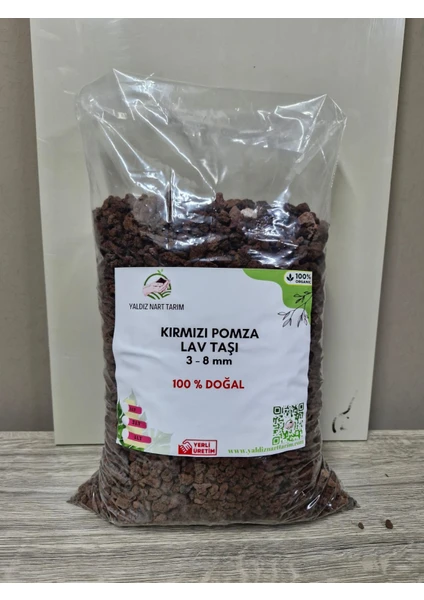 YALDIZ NART TARIM
100%
ORGANIC
KIRMIZI POMZA
LAV TAŞI
3 - 8 mm
100 % DOĞAL
YERLİ
ÜRETİM
www.yaldiznarttarim.com